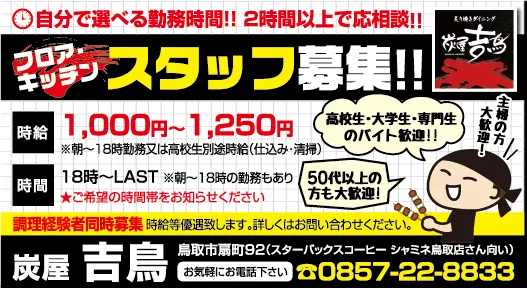 自分で選べる勤務時間!! 2時間以上で応相談!!
炙り焼きダイニング
炭屋 吉鳥
フロア・キッチン
スタッフ募集!!
時給 1,000円〜1,250円
※朝〜18時勤務又は高校生別途時給(仕込み・清掃)
時間 18時〜LAST ※朝〜18時の勤務もあり
★ご希望の時間帯をお知らせください
高校生・大学生・専門生
のバイト歓迎!!
50代以上の
方も大歓迎!
主婦の方
大歓迎!
調理経験者同時募集 時給等優遇致します。詳しくはお問い合わせください。
炭屋 吉鳥
鳥取市扇町92(スターバックスコーヒー シャミネ鳥取店さん向い)
お気軽にお電話下さい ☎0857-22-8833